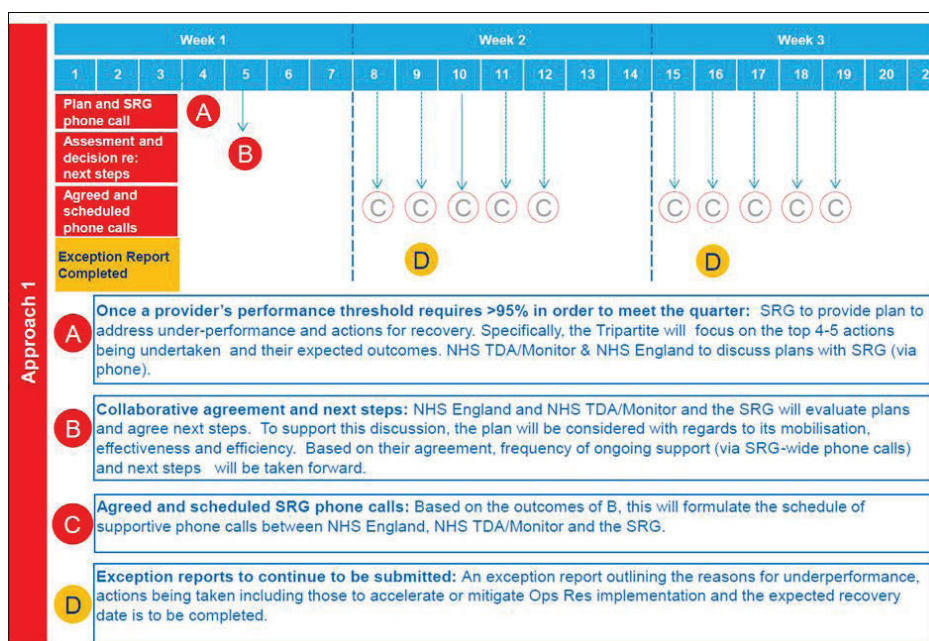 Approach 1
Week 1 Week 2 Week 3
1 2 3 4 5 6 7 8 9 10 11 12 13 14 15 16 17 18 19 20
Plan and SRG
phone call
A
Assesment and
decision re:
next steps
B
Agreed and
scheduled
phone calls
C C C C C C C C C C
Exception Report
Completed
D D
A
Once a provider's performance threshold requires >95% in order to meet the quarter: SRG to provide plan to
address under-performance and actions for recovery. Specifically, the Tripartite will focus on the top 4-5 actions
being undertaken and their expected outcomes. NHS TDA/Monitor & NHS England to discuss plans with SRG (via
phone).
B
Collaborative agreement and next steps: NHS England and NHS TDA/Monitor and the SRG will evaluate plans
and agree next steps. To support this discussion, the plan will be considered with regards to its mobilisation,
effectiveness and efficiency. Based on their agreement, frequency of ongoing support (via SRG-wide phone calls)
and next steps will be taken forward.
C
Agreed and scheduled SRG phone calls: Based on the outcomes of B, this will formulate the schedule of
supportive phone calls between NHS England, NHS TDA/Monitor and the SRG.
D
Exception reports to continue to be submitted: An exception report outlining the reasons for underperformance,
actions being taken including those to accelerate or mitigate Ops Res implementation and the expected recovery
date is to be completed.